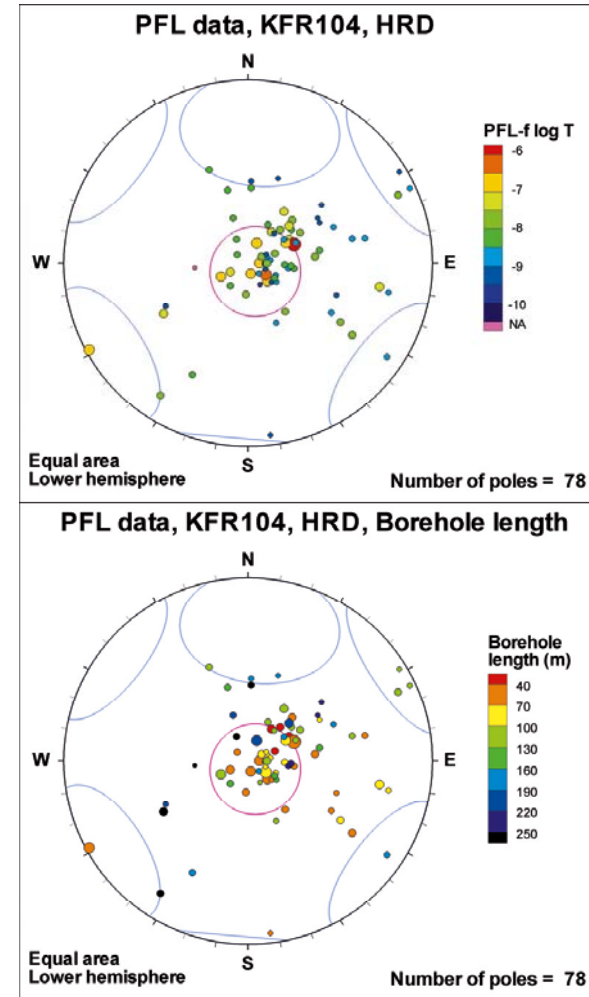 PFL data, KFR104, HRD
N
PFL-f log T
-6
-7
-8
-9
-10
NA
W
E
S
Equal area
Lower hemisphere
Number of poles = 78
PFL data, KFR104, HRD, Borehole length
N
Borehole
length (m)
40
70
100
130
160
190
220
250
W
E
S
Equal area
Lower hemisphere
Number of poles = 78